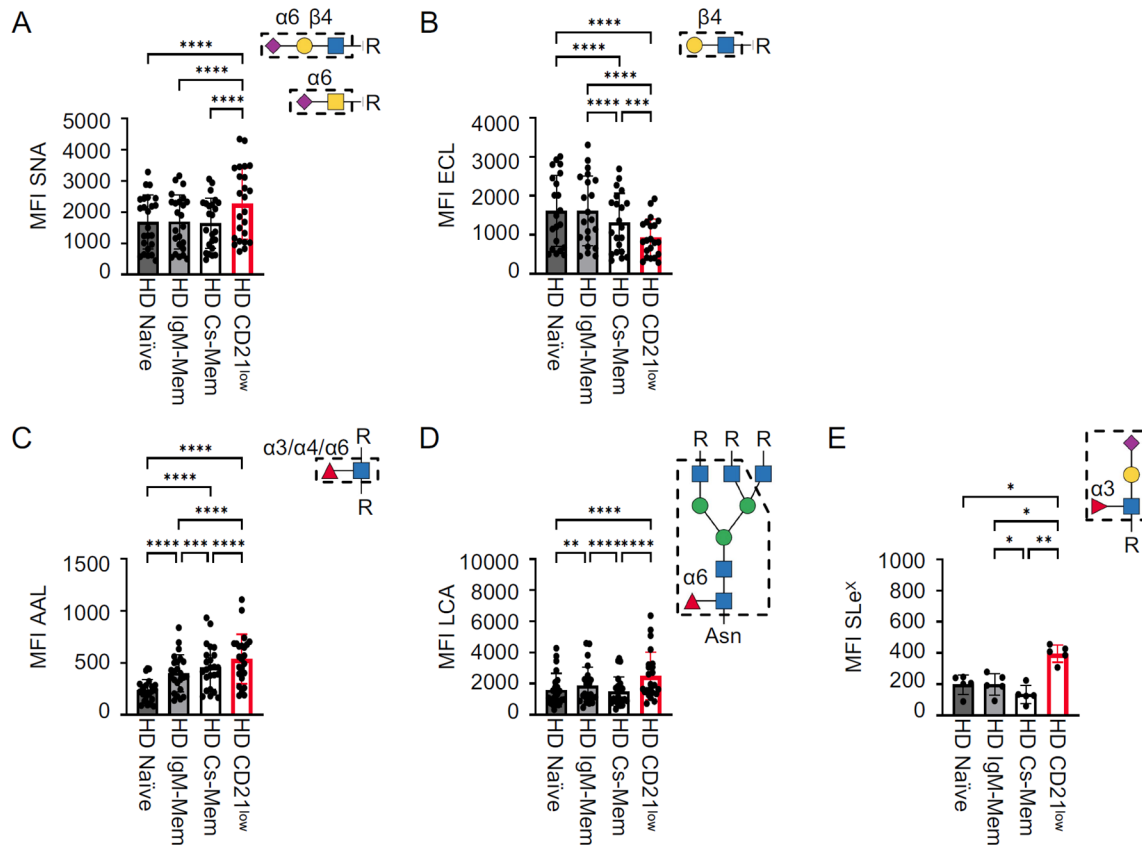 A
α6 β4
R
α6
R
****
****
****
MFI SNA
5000
4000
3000
2000
1000
0
HD Naïve
HD IgM-Mem
HD Cs-Mem
HD CD21low
B
β4
R
****
****
****
**** ***
MFI ECL
4000
3000
2000
1000
0
HD Naïve
HD IgM-Mem
HD Cs-Mem
HD CD21low
C
α3/α4/α6
R
R
****
****
****
**** *** ****
MFI AAL
1500
1000
500
0
HD Naïve
HD IgM-Mem
HD Cs-Mem
HD CD21low
D
R R R
α6
Asn
****
** **** ****
MFI LCA
10000
8000
6000
4000
2000
0
HD Naïve
HD IgM-Mem
HD Cs-Mem
HD CD21low
E
α3
R
*
*
* **
MFI SLex
1000
800
600
400
200
0
HD Naïve
HD IgM-Mem
HD Cs-Mem
HD CD21low